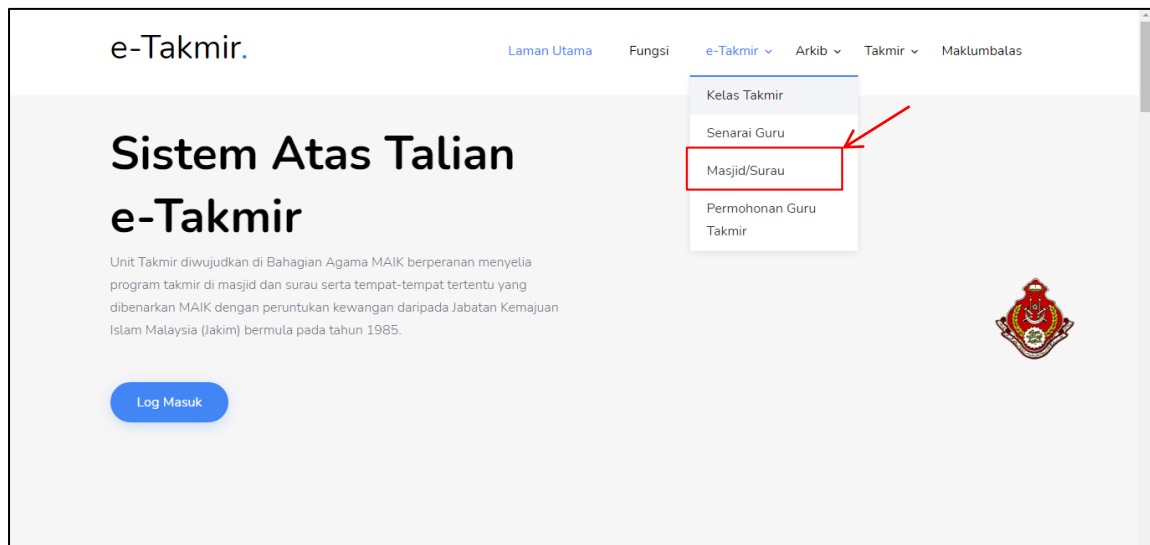 e-Takmir.
Laman Utama Fungsi e-Takmir Arkib Takmir Maklumbalas
Kelas Takmir
Senarai Guru
Masjid/Surau
Permohonan Guru
Takmir
Sistem Atas Talian
e-Takmir
Unit Takmir diwujudkan di Bahagian Agama MAIK berperanan menyelia
program takmir di masjid dan surau serta tempat-tempat tertentu yang
dibenarkan MAIK dengan peruntukan kewangan daripada Jabatan Kemajuan
Islam Malaysia (Jakim) bermula pada tahun 1985.
Log Masuk